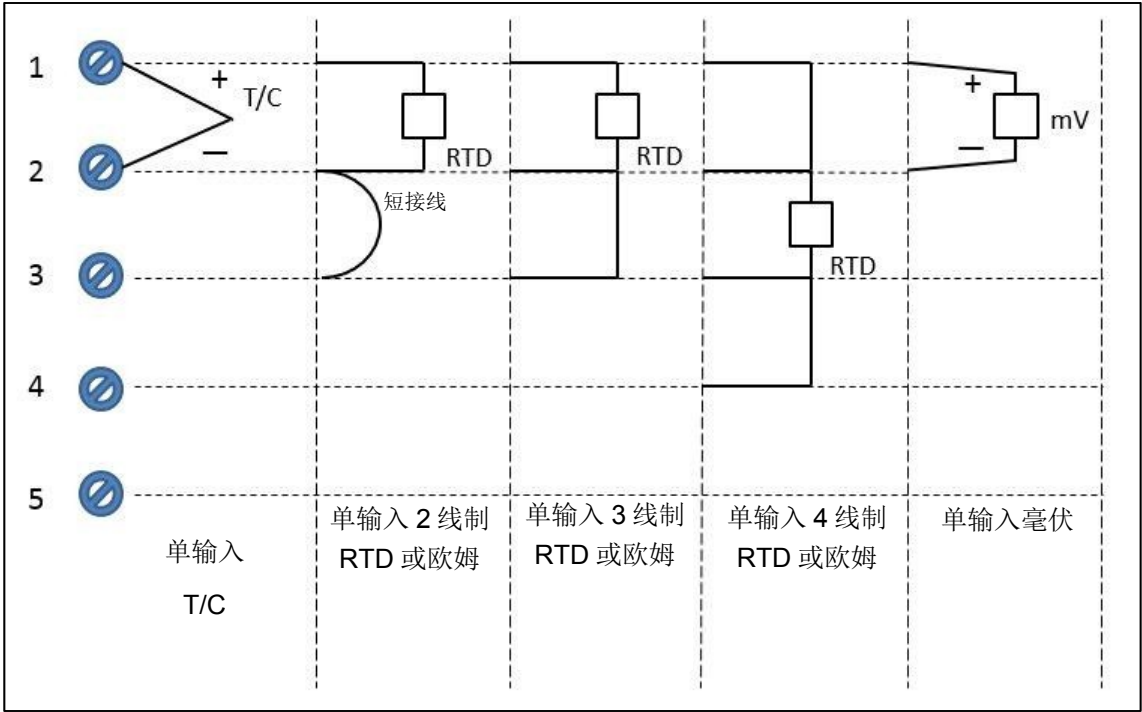 1
2
3
4
5
+
T/C
—
单输入
T/C
RTD
短接线
单输入 2 线制
RTD 或欧姆
RTD
单输入 3 线制
RTD 或欧姆
RTD
单输入 4 线制
RTD 或欧姆
+
mV
—
单输入毫伏